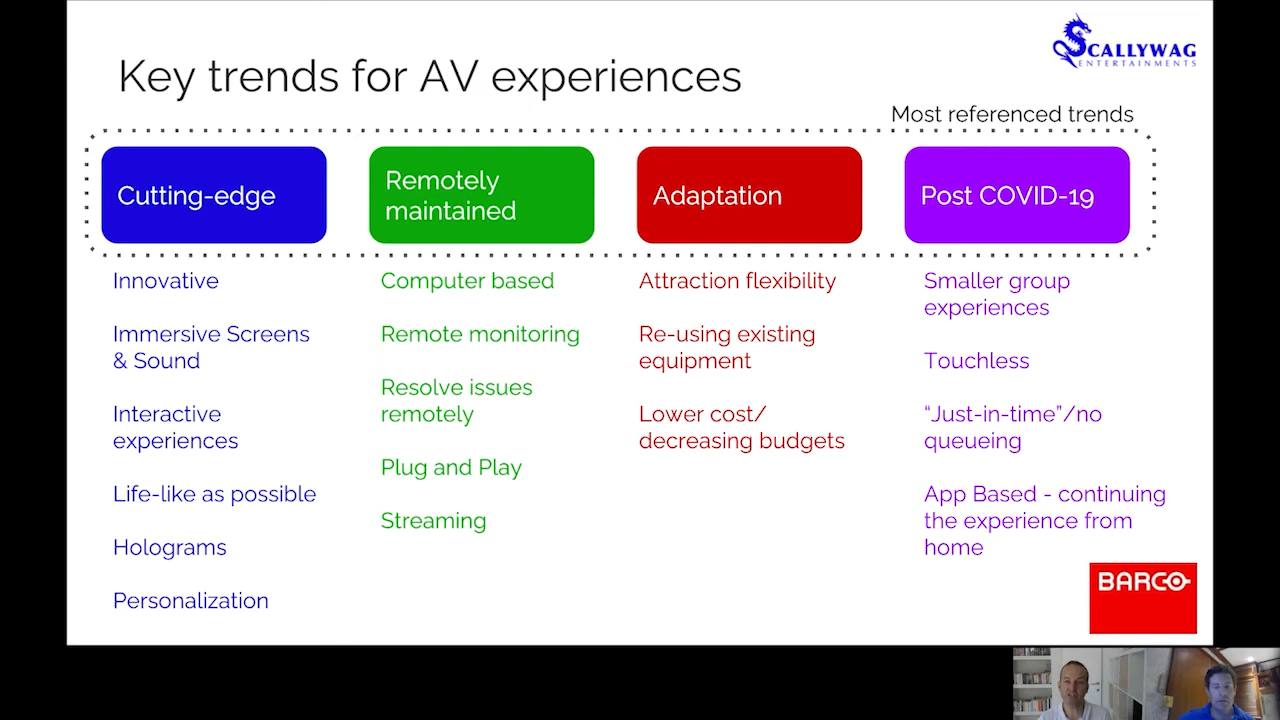 SCALLYWAG
ENTERTAINMENTS
Key trends for AV experiences
Most referenced trends
Cutting-edge
Innovative
Immersive Screens
& Sound
Interactive
experiences
Life-like as possible
Holograms
Personalization
Remotely
maintained
Computer based
Remote monitoring
Resolve issues
remotely
Plug and Play
Streaming
Adaptation
Attraction flexibility
Re-using existing
equipment
Lower cost/
decreasing budgets
Post COVID-19
Smaller group
experiences
Touchless
“Just-in-time”/no
queueing
App Based - continuing
the experience from
home
BARCO